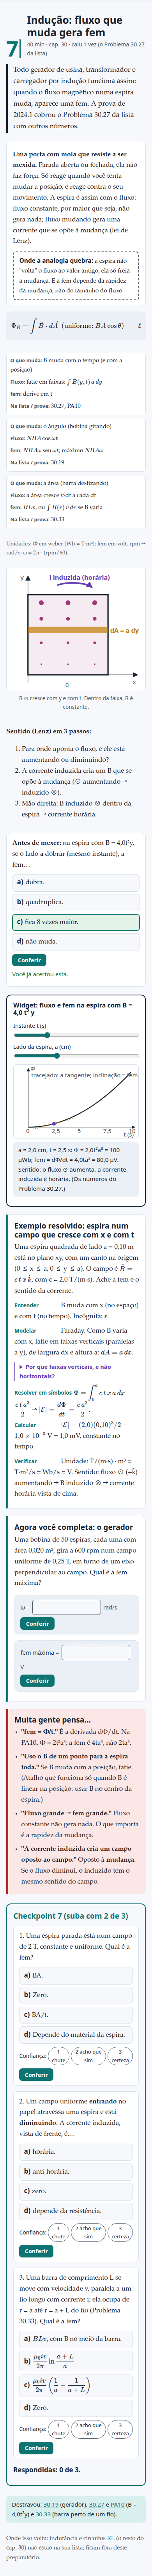 7
Indução: fluxo que
muda gera fem
40 min · cap. 30 · caiu 1 vez (o Problema 30.27
da lista)
Todo gerador de usina, transformador e
carregador por indução funciona assim:
quando o fluxo magnético numa espira
muda, aparece uma fem. A prova de
2024.1 cobrou o Problema 30.27 da lista
com outros números.
Uma porta com mola que resiste a ser
mexida. Parada aberta ou fechada, ela não
faz força. Só reage quando você tenta
mudar a posição, e reage contra o seu
movimento. A espira é assim com o fluxo:
fluxo constante, por maior que seja, não
gera nada; fluxo mudando gera uma
corrente que se opõe à mudança (lei de
Lenz).
Onde a analogia quebra: a espira não
"volta" o fluxo ao valor antigo; ela só freia
a mudança. E a fem depende da rapidez
da mudança, não do tamanho do fluxo.
Φ_B = ∫ B⃗ · dA⃗ (uniforme: BA cos θ)
O que muda: B muda com o tempo (e com a
posição)
Fluxo: fatie em faixas: ∫ B(y, t) a dy
Fem: derive em t
Na lista / prova: 30.27, PA10
O que muda: o ângulo (bobina girando)
Fluxo: NBA cos ωt
Fem: NBAω sen ωt; máximo NBAω
Na lista / prova: 30.19
O que muda: a área (barra deslizando)
Fluxo: a área cresce v·dt a cada dt
Fem: BLv, ou ∫ B(r) v dr se B varia
Na lista / prova: 30.33
Unidades: Φ em weber (Wb = T·m²); fem em volt. rpm →
rad/s: ω = 2π · (rpm/60).
y
i induzida (horária)
dA = a dy
x
a
B ⊙ cresce com y e com t. Dentro da faixa, B é
constante.
Sentido (Lenz) em 3 passos:
1. Para onde aponta o fluxo, e ele está
aumentando ou diminuindo?
2. A corrente induzida cria um B que se
opõe à mudança (⊙ aumentando →
induzido ⊗).
3. Mão direita: B induzido ⊗ dentro da
espira → corrente horária.
Antes de mexer: na espira com B = 4,0t²y,
se o lado a dobrar (mesmo instante), a
fem…
a) dobra.
b) quadruplica.
c) fica 8 vezes maior.
d) não muda.
Conferir
Você já acertou esta.
Widget: fluxo e fem na espira com B =
4,0 t² y
Instante t (s)
Lado da espira, a (cm)
Φ
tracejado: a tangente; inclinação = fem
0
2,5
5
7,5
10
t (s)
a = 2,0 cm, t = 2,5 s: Φ = 2,0t²a³ = 100
μWb; fem = dΦ/dt = 4,0ta³ = 80,0 μV.
Sentido: o fluxo ⊙ aumenta, a corrente
induzida é horária. (Os números do
Problema 30.27.)
Exemplo resolvido: espira num
campo que cresce com x e com t
Uma espira quadrada de lado a = 0,10 m
está no plano xy, com um canto na origem
(0 ≤ x ≤ a, 0 ≤ y ≤ a). O campo é B⃗ =
c t x k̂, com c = 2,0 T/(m·s). Ache a fem e o
sentido da corrente.
Entender B muda com x (no espaço)
e com t (no tempo). Incógnita: ε.
Modelar Faraday. Como B varia
com x, fatie em faixas verticais (paralelas
a y), de largura dx e altura a: dA = a dx.
▸ Por que faixas verticais, e não
horizontais?
Resolver em símbolos Φ = ∫₀ᵃ c t x a dx =
c t a³/2 → |ε| = dΦ/dt = c a³/2.
Calcular |ε| = (2,0)(0,10)³/2 =
1,0 × 10⁻³ V = 1,0 mV, constante no
tempo.
Verificar Unidade: T/(m·s) · m³ =
T·m²/s = Wb/s = V. Sentido: fluxo ⊙ (+k̂)
aumentando → B induzido ⊗ → corrente
horária vista de cima.
Agora você completa: o gerador
Uma bobina de 50 espiras, cada uma com
área 0,020 m², gira a 600 rpm num campo
uniforme de 0,25 T, em torno de um eixo
perpendicular ao campo. Qual a fem
máxima?
ω = rad/s
Conferir
fem máxima =
V
Conferir
Muita gente pensa…
• "fem = Φ/t." É a derivada dΦ/dt. Na
PA10, Φ = 2t²a³; a fem é 4ta³, não 2ta³.
• "Uso o B de um ponto para a espira
toda." Se B muda com a posição, fatie.
(Atalho que funciona só quando B é
linear na posição: usar B no centro da
espira.)
• "Fluxo grande → fem grande." Fluxo
constante não gera nada. O que importa
é a rapidez da mudança.
• "A corrente induzida cria um campo
oposto ao campo." Oposto à mudança.
Se o fluxo diminui, o induzido tem o
mesmo sentido do campo.
Checkpoint 7 (suba com 2 de 3)
1. Uma espira parada está num campo
de 2 T, constante e uniforme. Qual é a
fem?
a) BA.
b) Zero.
c) BA/t.
d) Depende do material da espira.
Confiança: 1 chute 2 acho que sim 3 certeza
Conferir
2. Um campo uniforme entrando no
papel atravessa uma espira e está
diminuindo. A corrente induzida,
vista de frente, é…
a) horária.
b) anti-horária.
c) zero.
d) depende da resistência.
Confiança: 1 chute 2 acho que sim 3 certeza
Conferir
3. Uma barra de comprimento L se
move com velocidade v, paralela a um
fio longo com corrente i; ela ocupa de
r = a até r = a + L do fio (Problema
30.33). Qual é a fem?
a) BLv, com B no meio da barra.
b) μ₀iv/2π ln (a + L)/a
c) μ₀iv/2π (1/a − 1/(a + L))
d) Zero.
Confiança: 1 chute 2 acho que sim 3 certeza
Conferir
Respondidas: 0 de 3.
Destravou: 30.19 (gerador), 30.27 e PA10 (B =
4,0t²y) e 30.33 (barra perto de um fio).
Onde isso volta: indutância e circuitos RL (o resto do
cap. 30) não estão na sua lista; ficam fora deste
preparatório.